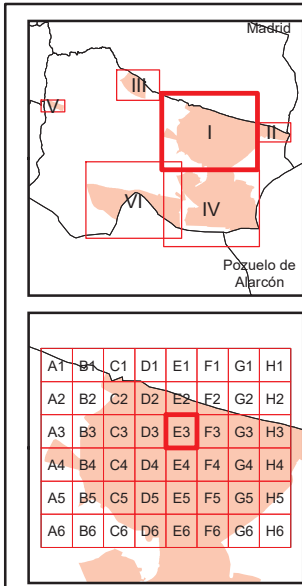 Madrid
III
V
I
II
VI
IV
Pozuelo de
Alarcón
A1 B1 C1 D1 E1 F1 G1 H1
A2 B2 C2 D2 E2 F2 G2 H2
A3 B3 C3 D3 E3 F3 G3 H3
A4 B4 C4 D4 E4 F4 G4 H4
A5 B5 C5 D5 E5 F5 G5 H5
A6 B6 C6 D6 E6 F6 G6 H6